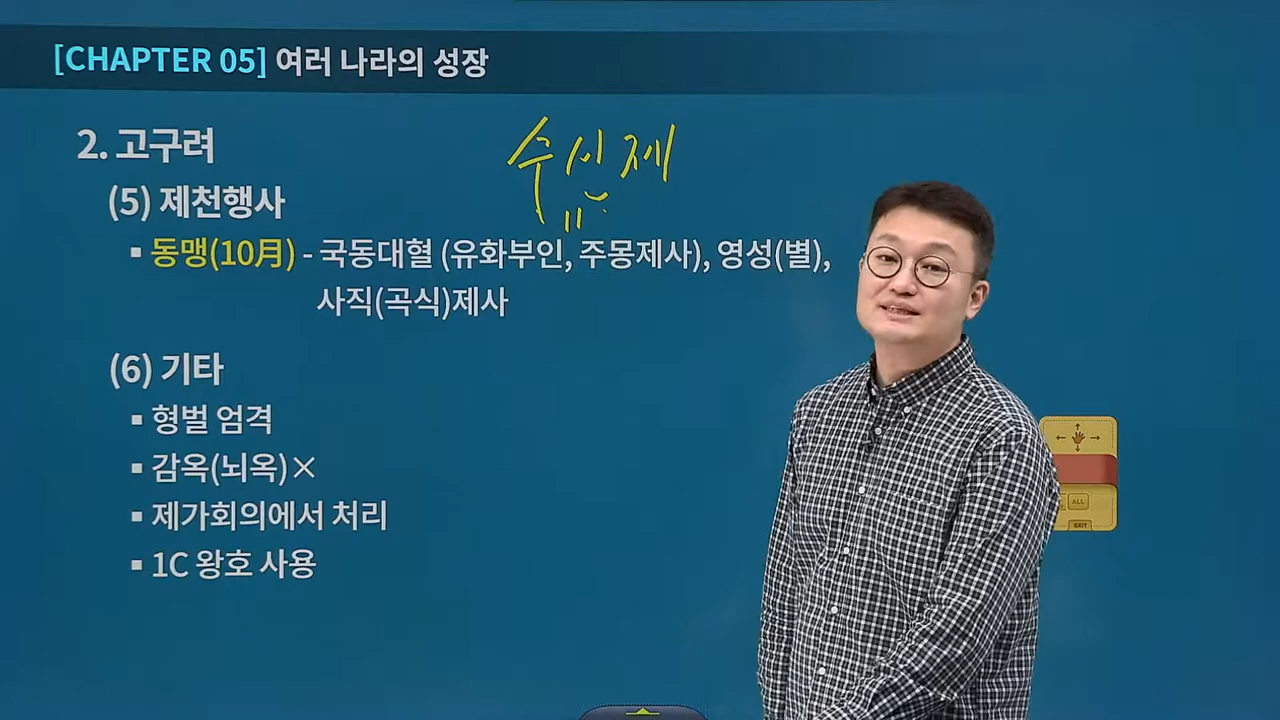 [CHAPTER 05] 여러 나라의 성장
수신제
2. 고구려
(5) 제천행사
▪ 동맹(10月) - 국동대혈 (유화부인, 주몽제사), 영성(별),
사직(곡식)제사
(6) 기타
▪ 형벌 엄격
▪ 감옥(뇌옥)×
▪ 제가회의에서 처리
▪ 1C 왕호 사용
ALL
EXIT